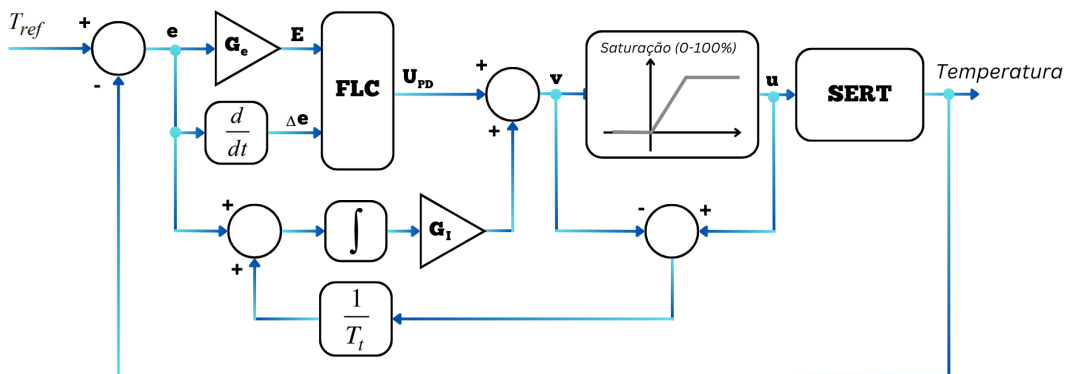 T_ref
+
-
e
G_e
E
d
dt
Δe
FLC
U_PD
+
+
v
Saturação (0-100%)
u
SERT
Temperatura
+
+
∫
G_I
-
+
1
T_t